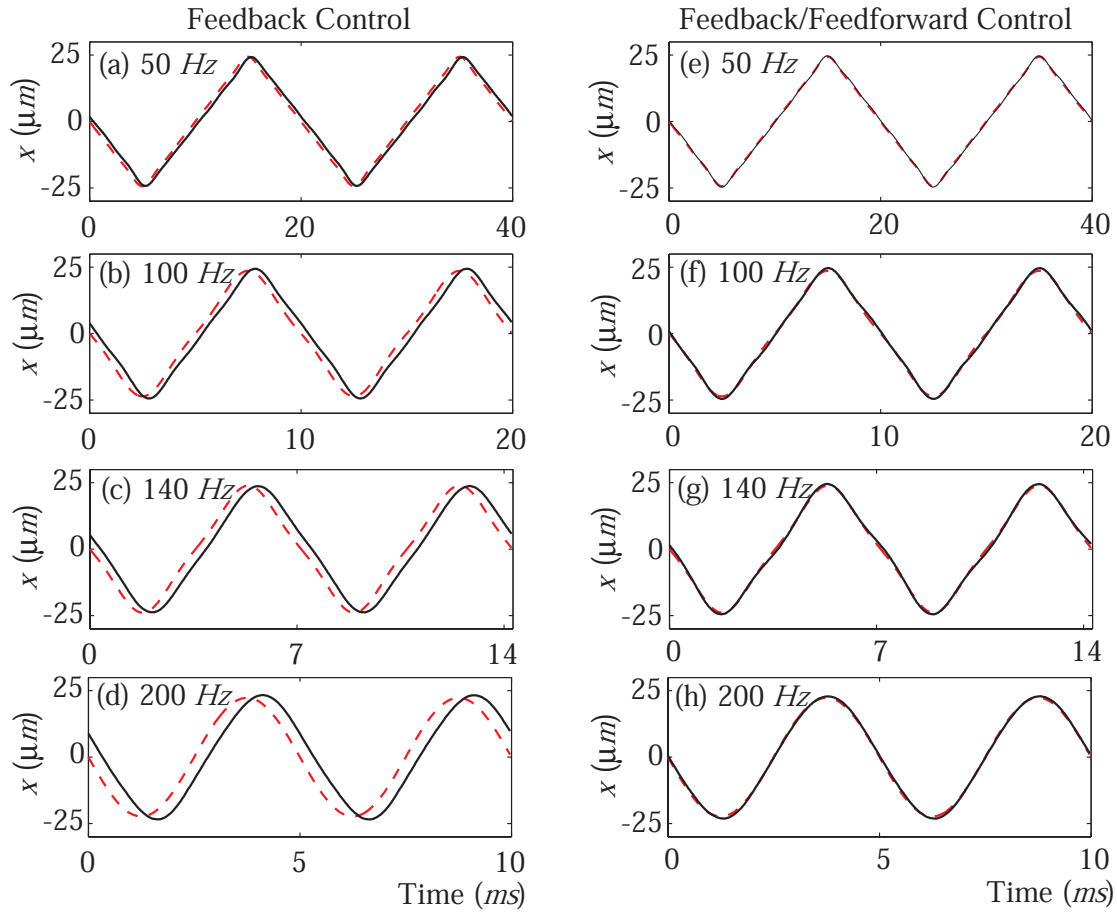 Feedback Control
Feedback/Feedforward Control
(a) 50 Hz
x (μm)
25
0
-25
0
20
40
(e) 50 Hz
x (μm)
25
0
-25
0
20
40
(b) 100 Hz
x (μm)
25
0
-25
0
10
20
(f) 100 Hz
x (μm)
25
0
-25
0
10
20
(c) 140 Hz
x (μm)
25
0
-25
0
7
14
(g) 140 Hz
x (μm)
25
0
-25
0
7
14
(d) 200 Hz
x (μm)
25
0
-25
0
5
10
Time (ms)
(h) 200 Hz
x (μm)
25
0
-25
0
5
10
Time (ms)